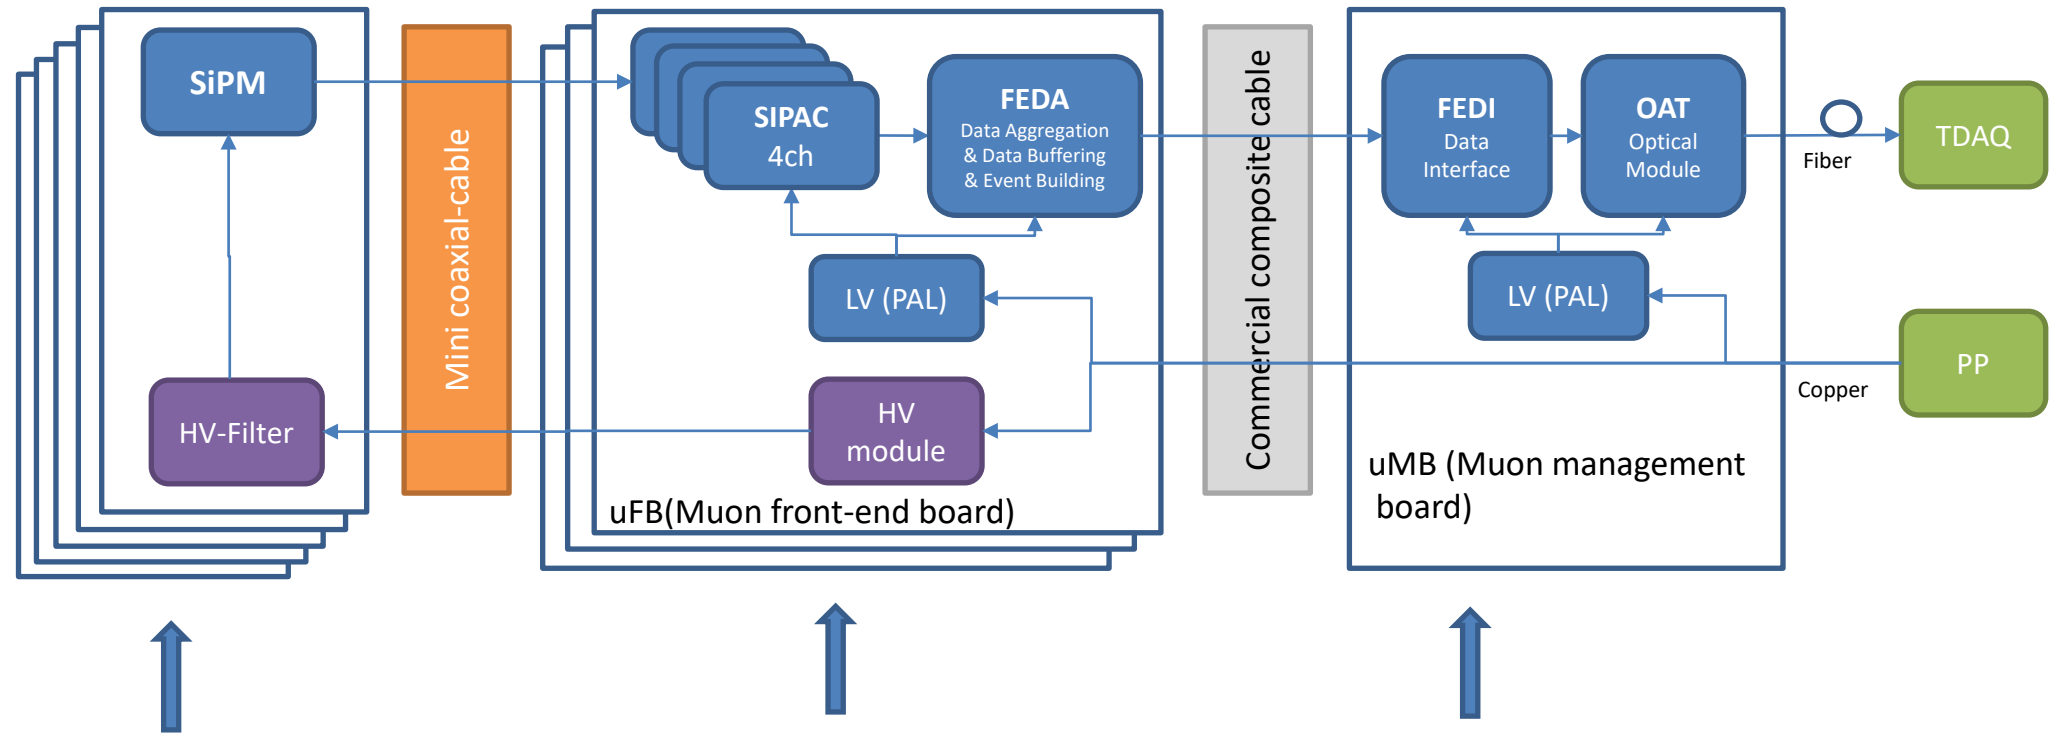 SiPM
HV-Filter
Mini coaxial-cable
SIPAC
4ch
FEDA
Data Aggregation
& Data Buffering
& Event Building
LV (PAL)
HV
module
uFB(Muon front-end board)
Commercial composite cable
FEDI
Data
Interface
OAT
Optical
Module
LV (PAL)
uMB (Muon management
board)
Fiber
TDAQ
Copper
PP